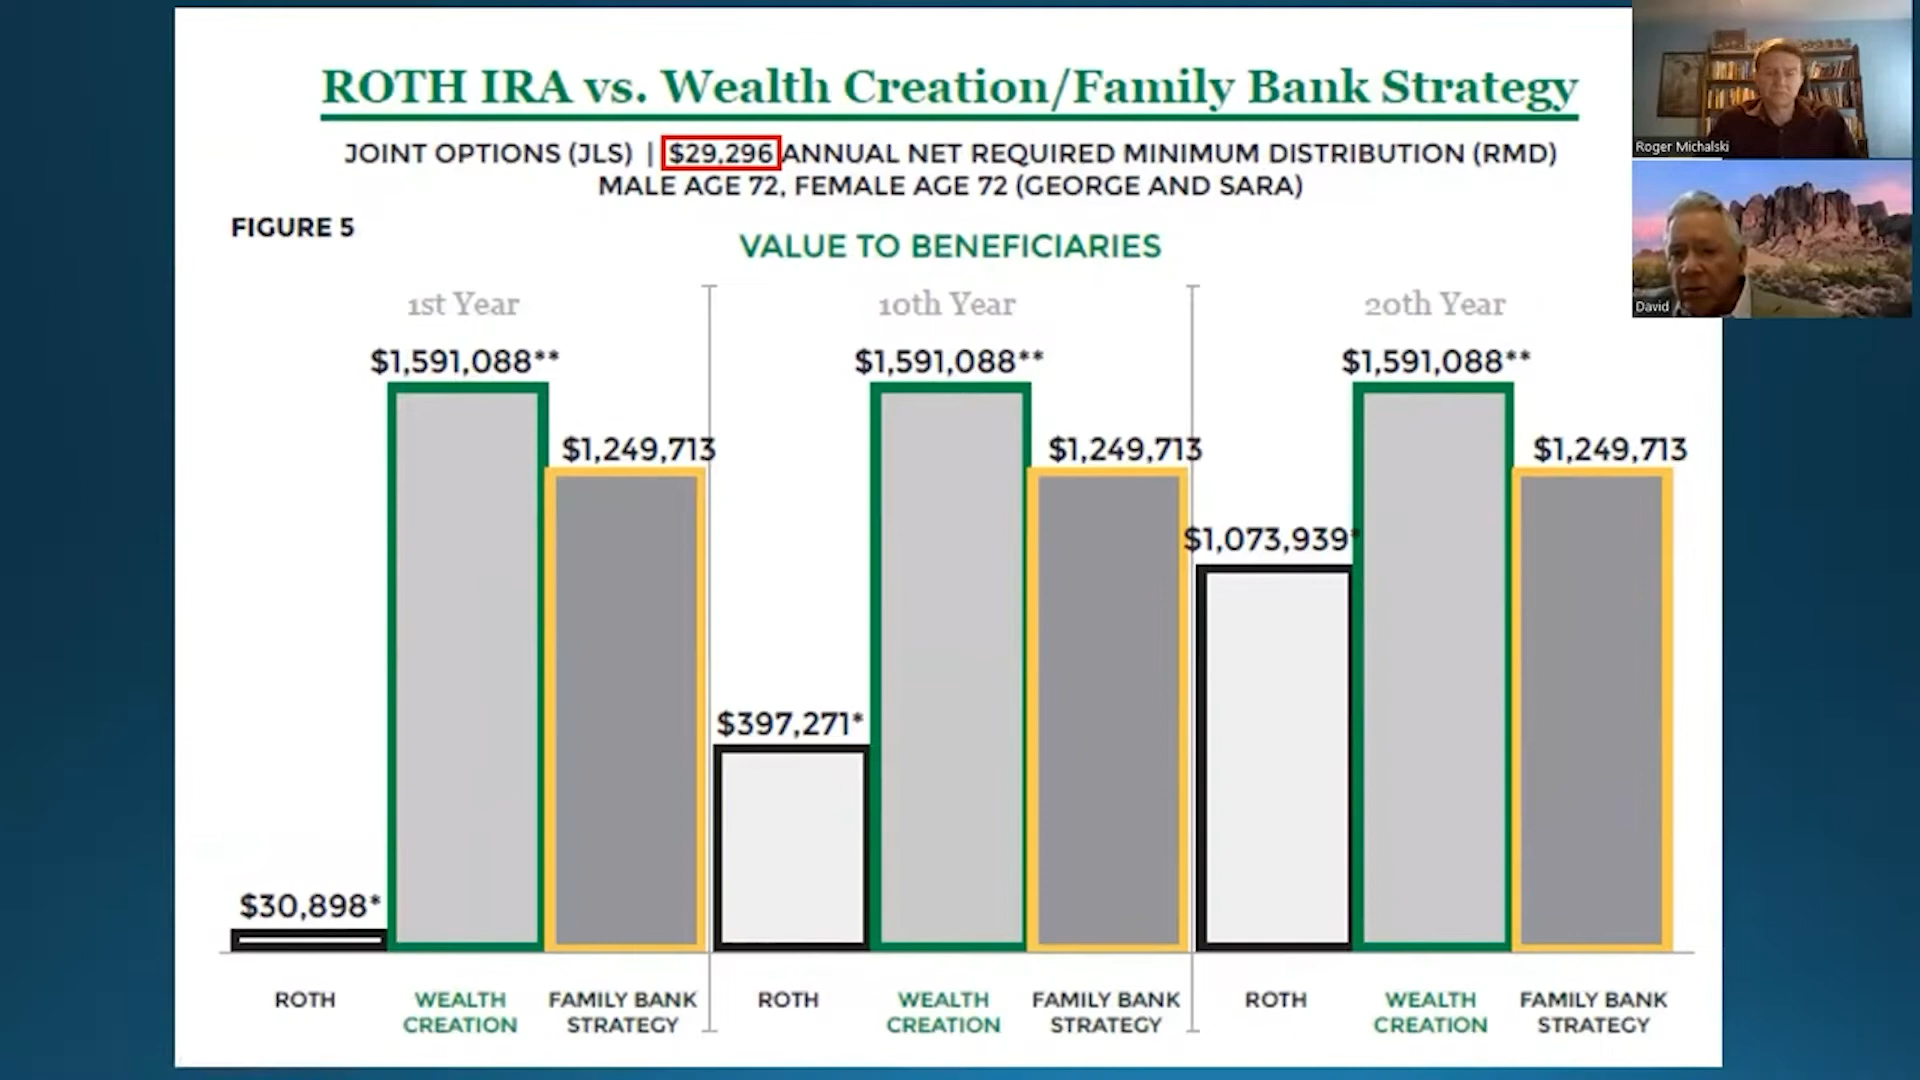 ROTH IRA vs. Wealth Creation/Family Bank Strategy
JOINT OPTIONS (JLS) | $29,296 ANNUAL NET REQUIRED MINIMUM DISTRIBUTION (RMD)
MALE AGE 72, FEMALE AGE 72 (GEORGE AND SARA)
FIGURE 5
VALUE TO BENEFICIARIES
1st Year
$1,591,088**
$1,249,713
$30,898*
ROTH
WEALTH
CREATION
FAMILY BANK
STRATEGY
10th Year
$1,591,088**
$1,249,713
$397,271*
ROTH
WEALTH
CREATION
FAMILY BANK
STRATEGY
20th Year
$1,591,088**
$1,249,713
$1,073,939*
ROTH
WEALTH
CREATION
FAMILY BANK
STRATEGY
Roger Michalski
David